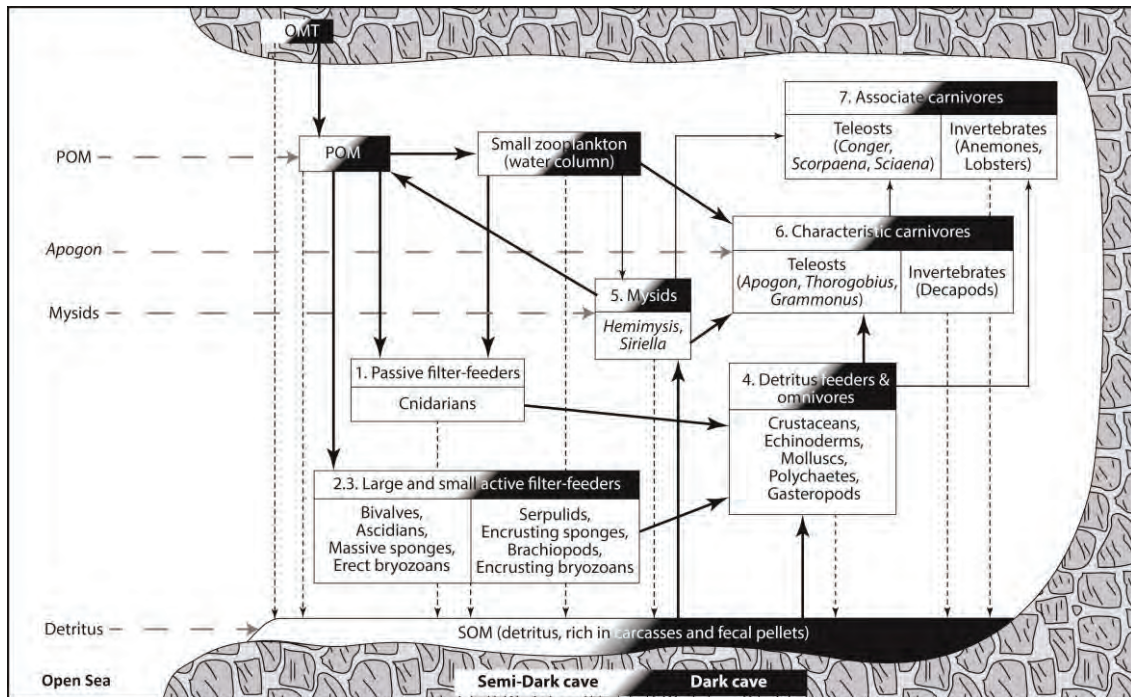 OMT
7. Associate carnivores
Teleosts
(Conger,
Scorpaena, Sciaena)
Invertebrates
(Anemones,
Lobsters)
POM
POM
Small zooplankton
(water column)
6. Characteristic carnivores
Teleosts
(Apogon, Thorogobius,
Grammonus)
Invertebrates
(Decapods)
Apogon
5. Mysids
Hemimysis,
Siriella
Mysids
1. Passive filter-feeders
Cnidarians
4. Detritus feeders &
omnivores
Crustaceans,
Echinoderms,
Molluscs,
Polychaetes,
Gasteropods
2.3. Large and small active filter-feeders
Bivalves,
Ascidians,
Massive sponges,
Erect bryozoans
Serpulids,
Encrusting sponges,
Brachiopods,
Encrusting bryozoans
Detritus
SOM (detritus, rich in carcasses and fecal pellets)
Open Sea
Semi-Dark cave
Dark cave